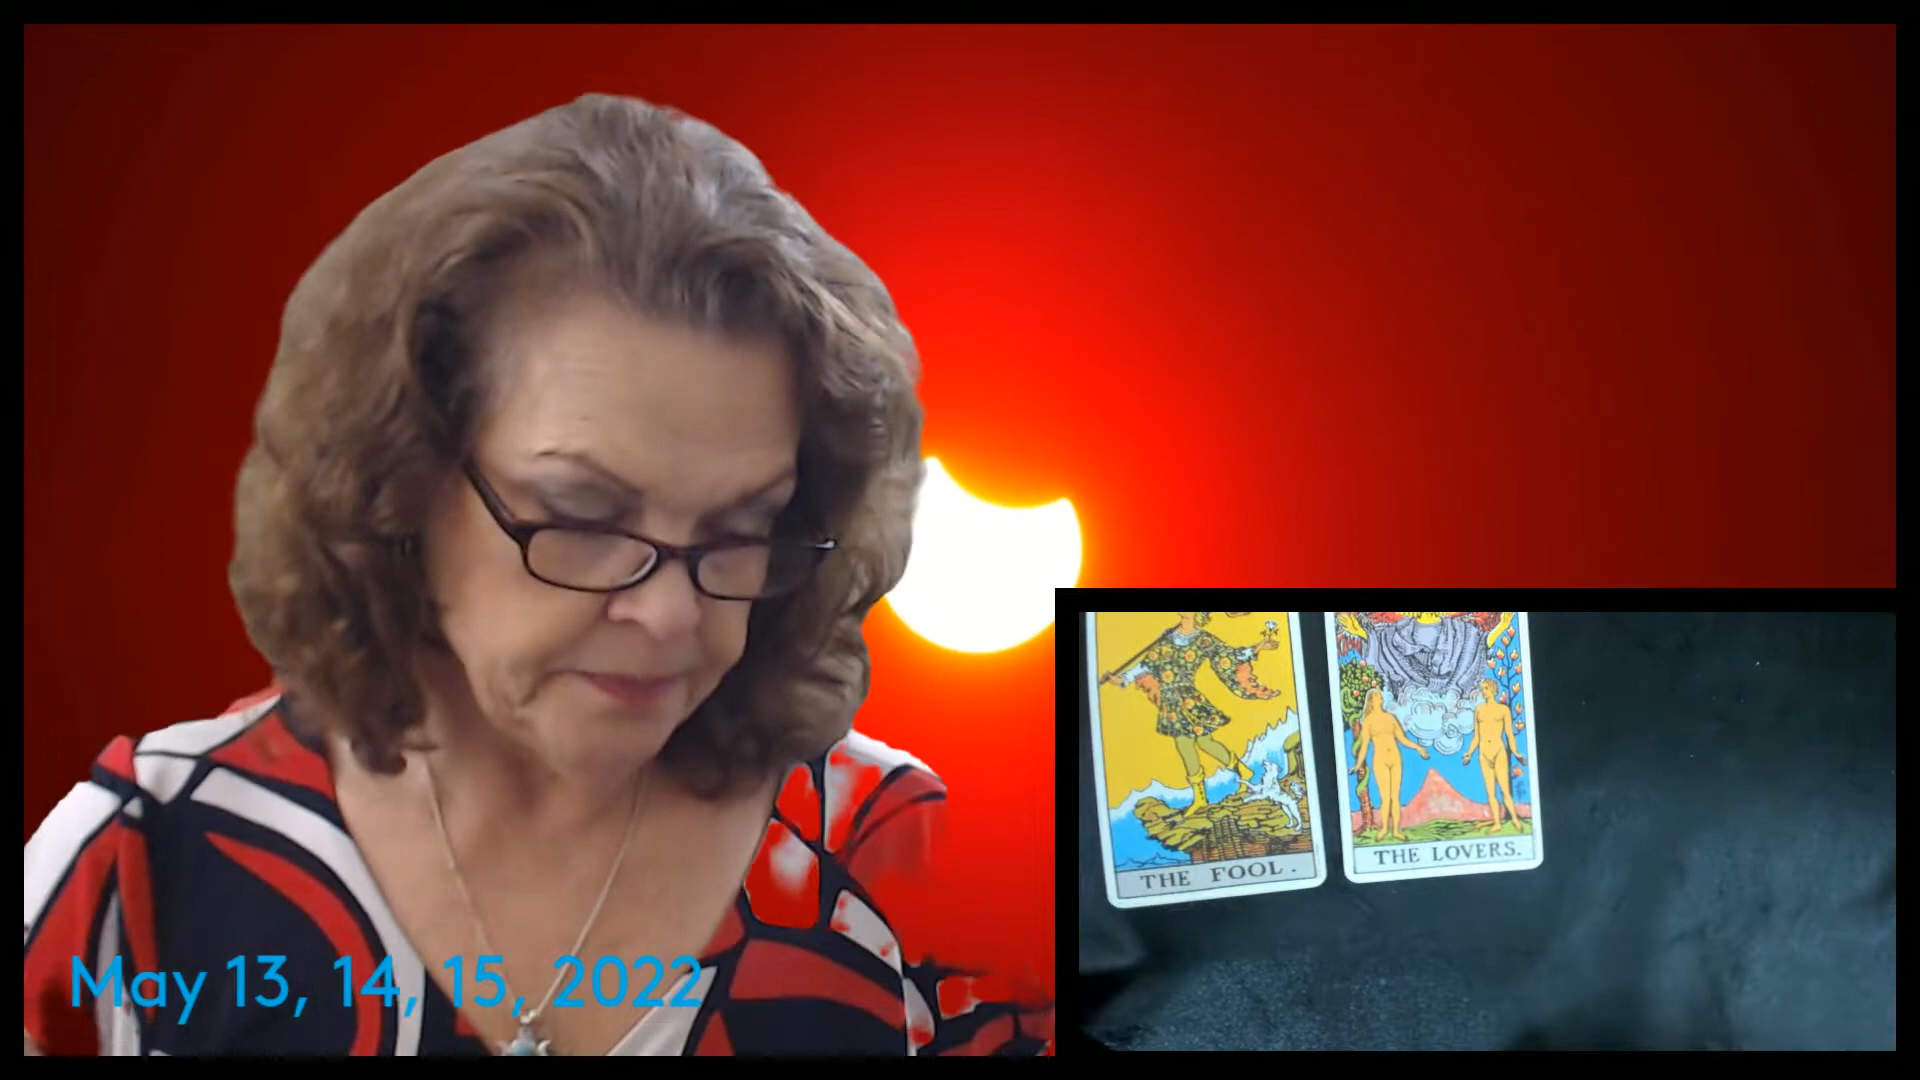 May 13, 14, 15, 2022
THE FOOL.
THE LOVERS.